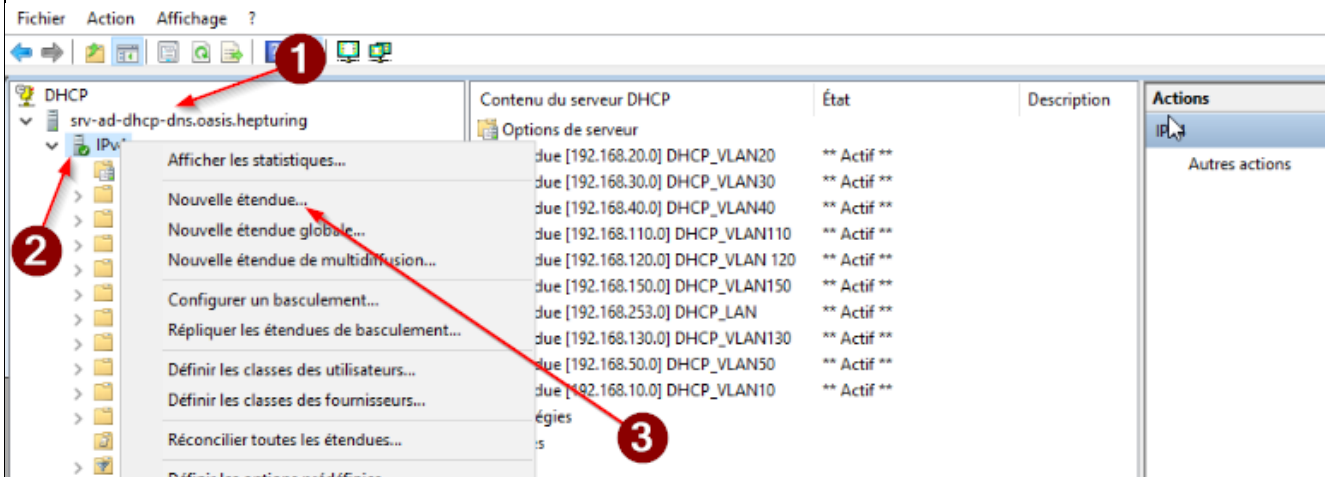 Fichier Action Affichage ?
DHCP
srv-ad-dhcp-dns.oasis.hepturing
Afficher les statistiques...
Nouvelle étendue...
Nouvelle étendue globale...
Nouvelle étendue de multidiffusion...
Configurer un basculement...
Répliquer les étendues de basculement...
Définir les classes des utilisateurs...
Définir les classes des fournisseurs...
Réconcilier toutes les étendues...
Contenu du serveur DHCP État Description
Options de serveur
due [192.168.20.0] DHCP_VLAN20 ** Actif **
due [192.168.30.0] DHCP_VLAN30 ** Actif **
due [192.168.40.0] DHCP_VLAN40 ** Actif **
due [192.168.110.0] DHCP_VLAN110 ** Actif **
due [192.168.120.0] DHCP_VLAN 120 ** Actif **
due [192.168.150.0] DHCP_VLAN150 ** Actif **
due [192.168.253.0] DHCP_LAN ** Actif **
due [192.168.130.0] DHCP_VLAN130 ** Actif **
due [192.168.50.0] DHCP_VLAN50 ** Actif **
due [192.168.10.0] DHCP_VLAN10 ** Actif **
égies
Actions
Autres actions
1
2
3